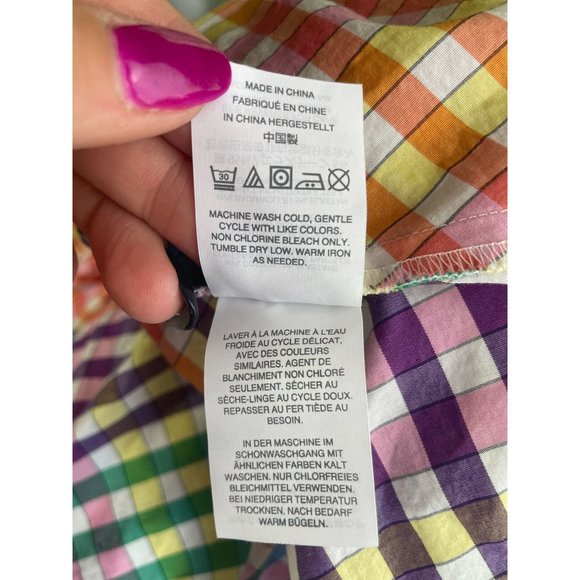 MADE IN CHINA
FABRIQUÉ EN CHINE
IN CHINA HERGESTELLT
中国製
30
MACHINE WASH COLD, GENTLE
CYCLE WITH LIKE COLORS.
NON CHLORINE BLEACH ONLY.
TUMBLE DRY LOW. WARM IRON
AS NEEDED.
LAVER À LA MACHINE À L'EAU
FROIDE AU CYCLE DÉLICAT,
AVEC DES COULEURS
SIMILAIRES. AGENT DE
BLANCHIMENT NON CHLORÉ
SEULEMENT. SÉCHER AU
SÈCHE-LINGE AU CYCLE DOUX.
REPASSER AU FER TIÈDE AU
BESOIN.
IN DER MASCHINE IM
SCHONWASCHGANG MIT
ÄHNLICHEN FARBEN KALT
WASCHEN. NUR CHLORFREIES
BLEICHMITTEL VERWENDEN.
BEI NIEDRIGER TEMPERATUR
TROCKNEN. NACH BEDARF
WARM BÜGELN.